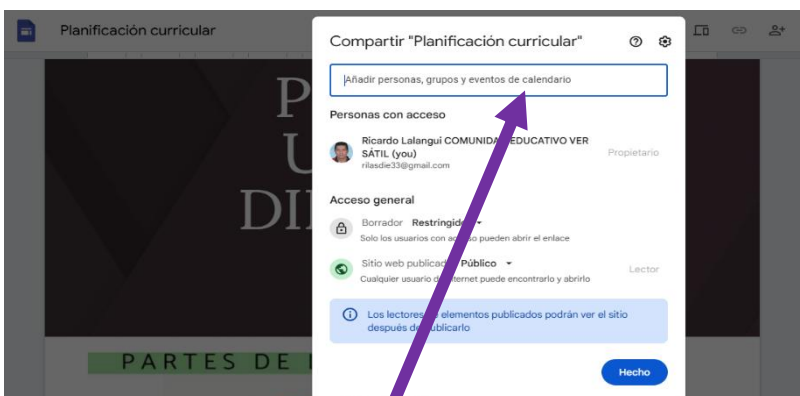 Planificación curricular
Compartir "Planificación curricular"
Añadir personas, grupos y eventos de calendario
Personas con acceso
Ricardo Lalangui COMUNIDA EDUCATIVO VER
SÁTIL (you)
rilasdie33@gmail.com
Propietario
Acceso general
Borrador Restringido
Solo los usuarios con acceso pueden abrir el enlace
Sitio web publicado Público
Cualquier usuario de internet puede encontrarlo y abrirlo
Lector
Los lectores de elementos publicados podrán ver el sitio
después de publicarlo
Hecho
P
U
DI
PARTES DE